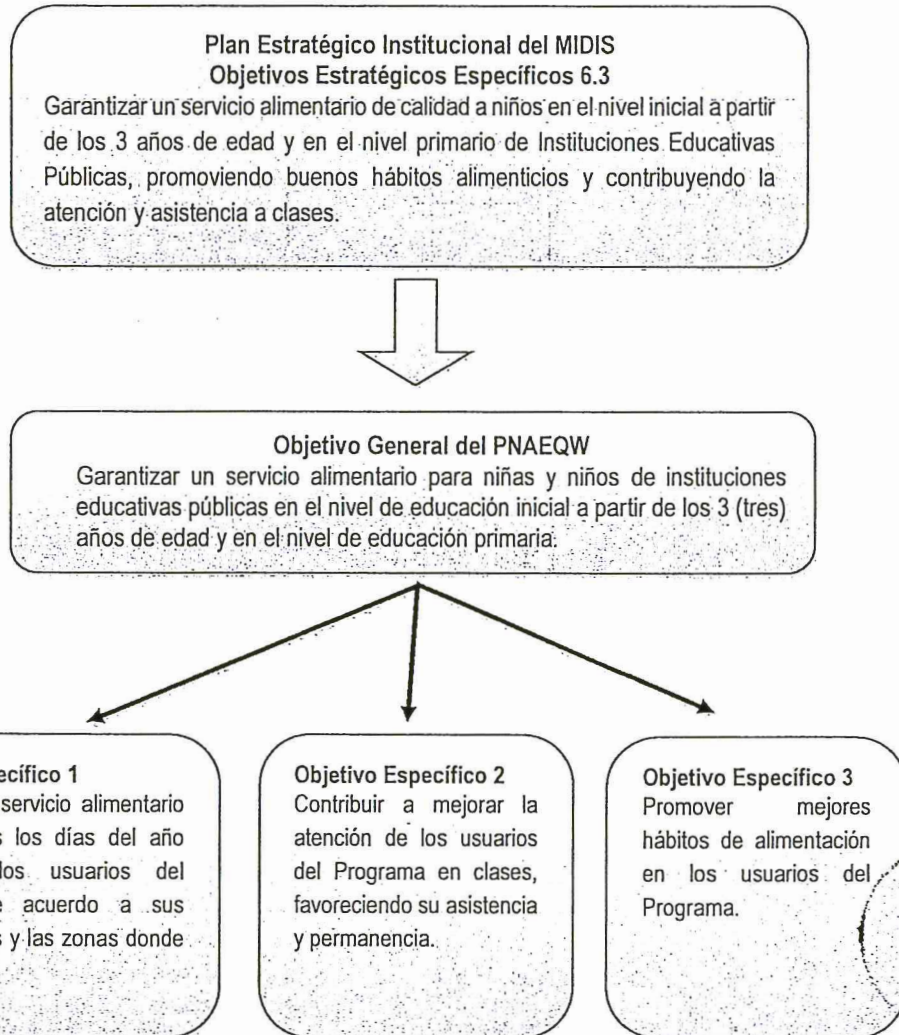 Plan Estratégico Institucional del MIDIS
Objetivos Estratégicos Específicos 6.3
Garantizar un servicio alimentario de calidad a niños en el nivel inicial a partir
de los 3 años de edad y en el nivel primario de Instituciones Educativas
Públicas, promoviendo buenos hábitos alimenticios y contribuyendo la
atención y asistencia a clases.
Objetivo General del PNAEQW
Garantizar un servicio alimentario para niñas y niños de instituciones
educativas públicas en el nivel de educación inicial a partir de los 3 (tres)
años de edad y en el nivel de educación primaria.
ecífico 1
servicio alimentario
s los días del año
los usuarios del
e acuerdo a sus
s y las zonas donde
Objetivo Específico 2
Contribuir a mejorar la
atención de los usuarios
del Programa en clases,
favoreciendo su asistencia
y permanencia.
Objetivo Específico 3
Promover mejores
hábitos de alimentación
en los usuarios del
Programa.